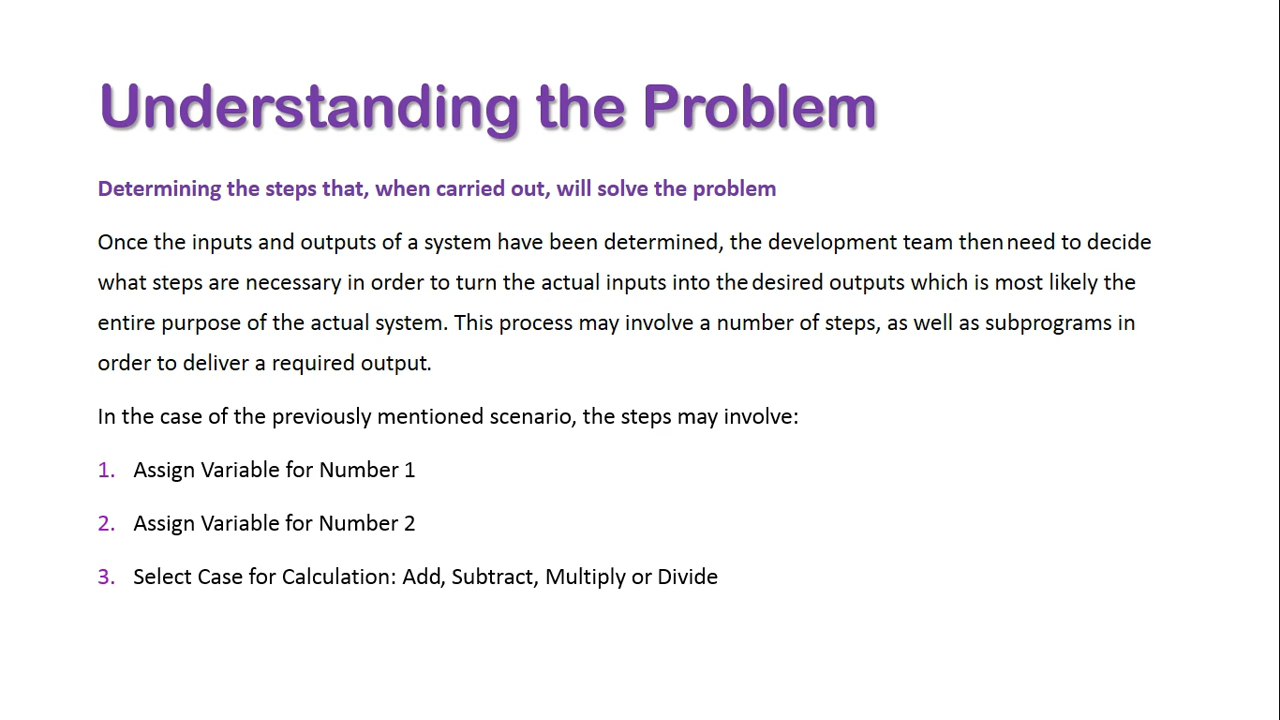 Understanding the Problem
Determining the steps that, when carried out, will solve the problem
Once the inputs and outputs of a system have been determined, the development team then need to decide
what steps are necessary in order to turn the actual inputs into the desired outputs which is most likely the
entire purpose of the actual system. This process may involve a number of steps, as well as subprograms in
order to deliver a required output.
In the case of the previously mentioned scenario, the steps may involve:
1. Assign Variable for Number 1
2. Assign Variable for Number 2
3. Select Case for Calculation: Add, Subtract, Multiply or Divide